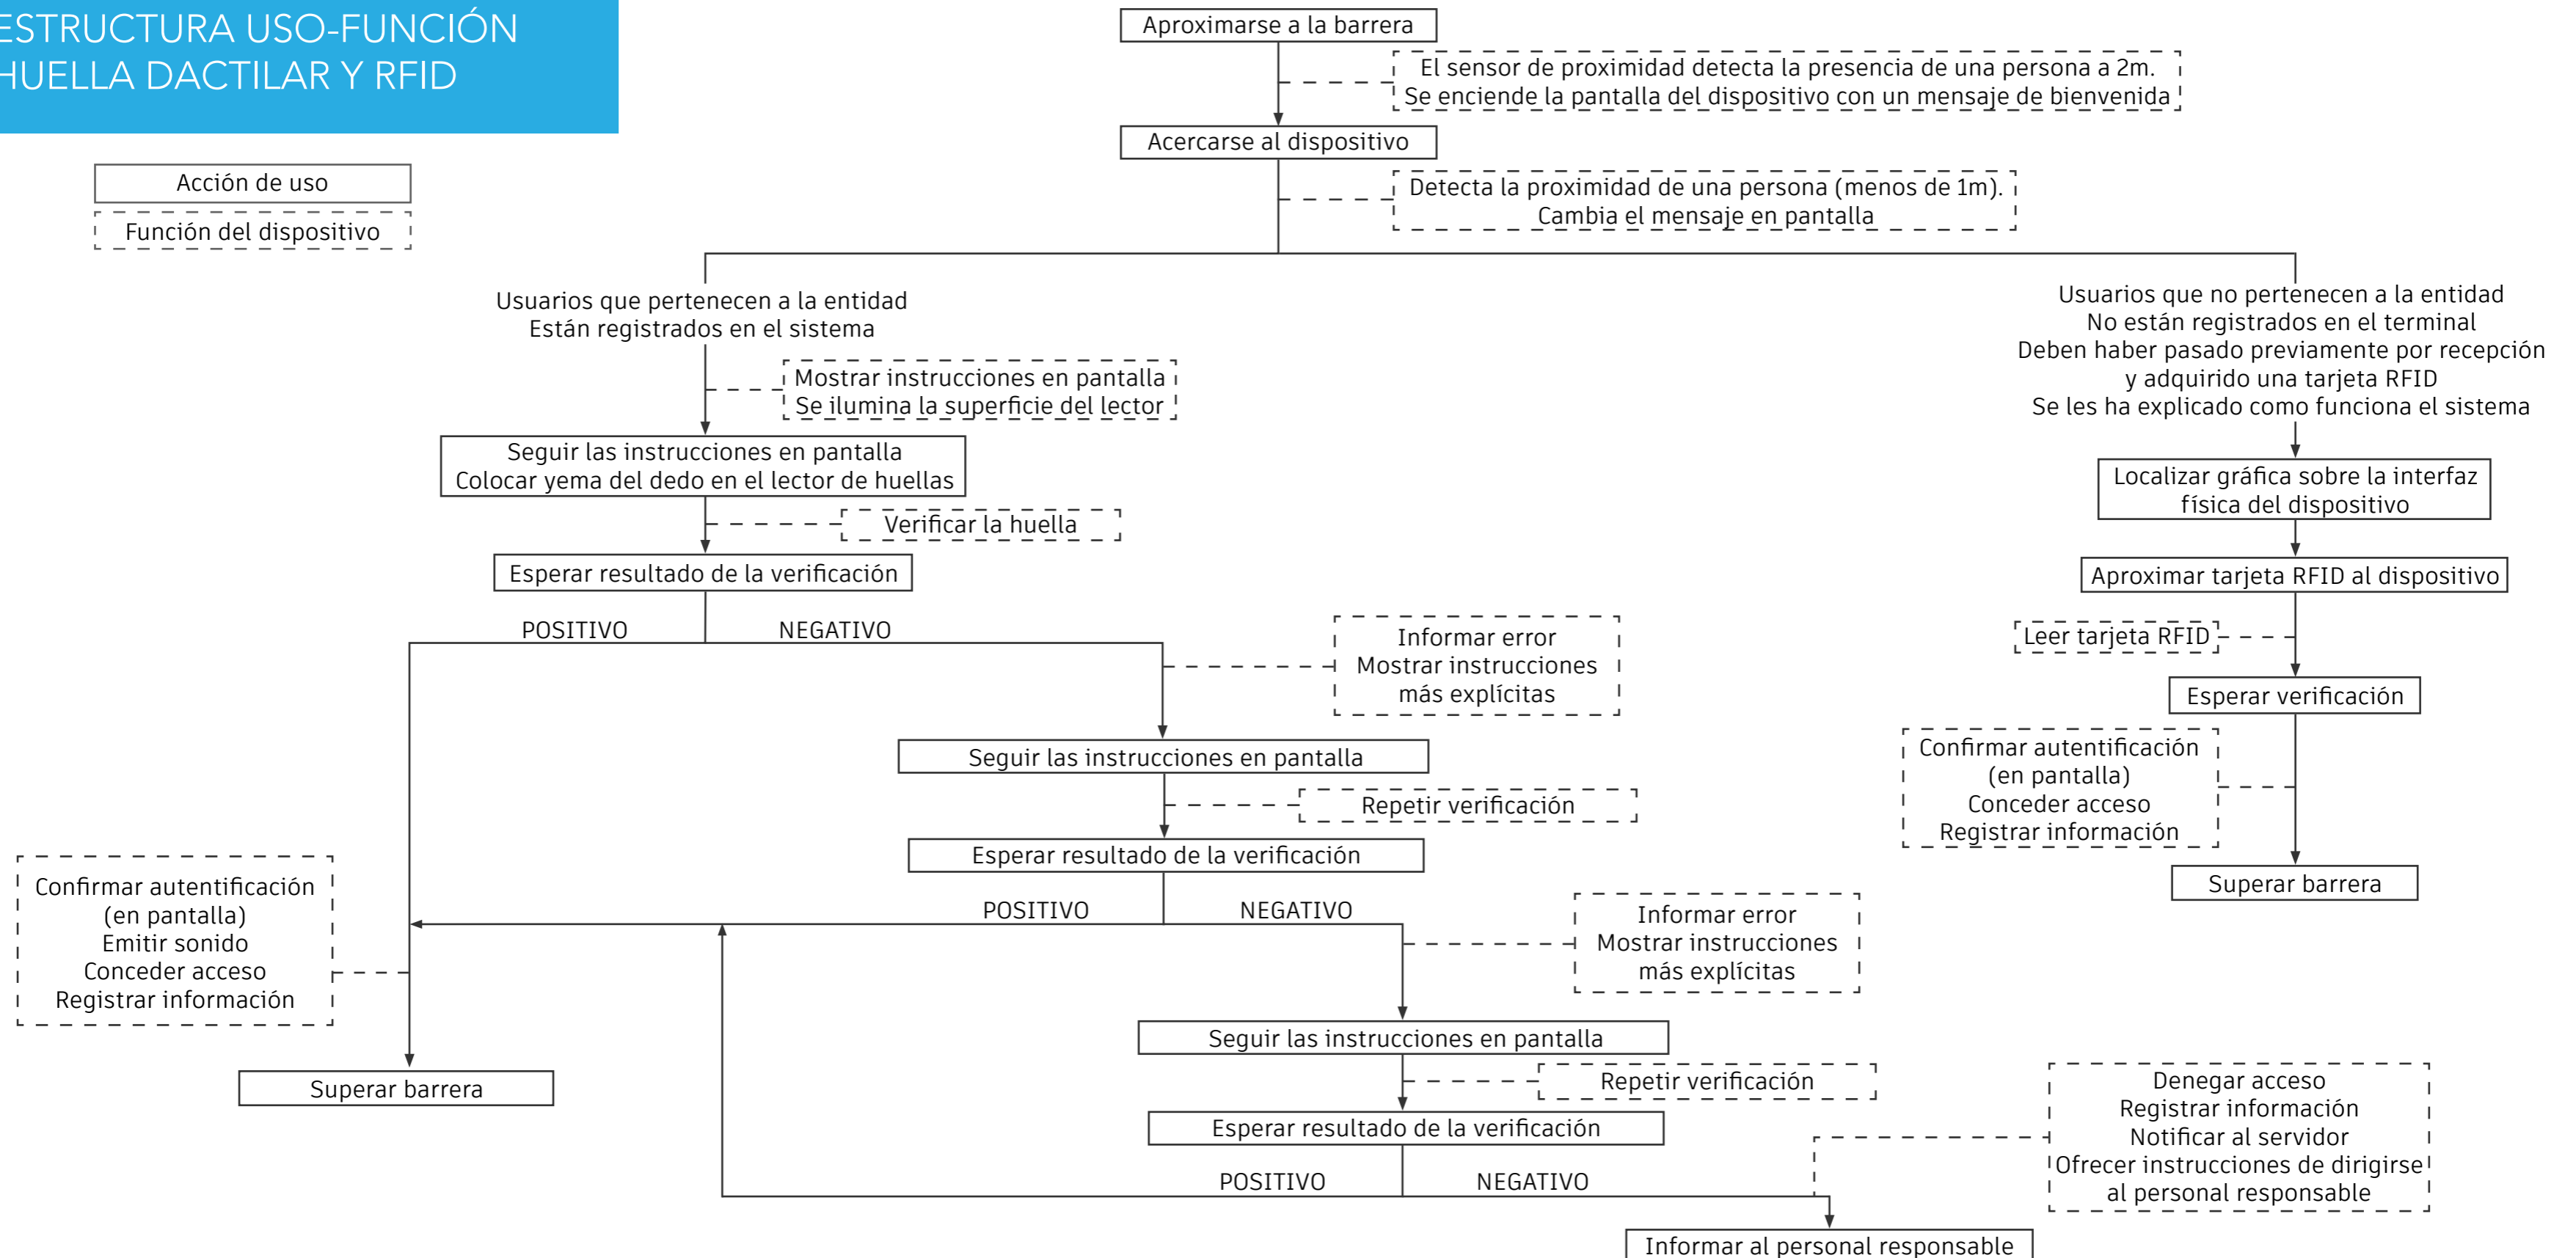 ESTRUCTURA USO-FUNCIÓN
HUELLA DACTILAR Y RFID
Acción de uso
Función del dispositivo
Aproximarse a la barrera
El sensor de proximidad detecta la presencia de una persona a 2m.
Se enciende la pantalla del dispositivo con un mensaje de bienvenida
Acercarse al dispositivo
Detecta la proximidad de una persona (menos de 1m).
Cambia el mensaje en pantalla
Usuarios que pertenecen a la entidad
Están registrados en el sistema
Mostrar instrucciones en pantalla
Se ilumina la superficie del lector
Seguir las instrucciones en pantalla
Colocar yema del dedo en el lector de huellas
Verificar la huella
Esperar resultado de la verificación
POSITIVO
NEGATIVO
Informar error
Mostrar instrucciones
más explícitas
Seguir las instrucciones en pantalla
Repetir verificación
Esperar resultado de la verificación
POSITIVO
NEGATIVO
Confirmar autentificación
(en pantalla)
Emitir sonido
Conceder acceso
Registrar información
Superar barrera
Informar error
Mostrar instrucciones
más explícitas
Seguir las instrucciones en pantalla
Repetir verificación
Esperar resultado de la verificación
POSITIVO
NEGATIVO
Denegar acceso
Registrar información
Notificar al servidor
Ofrecer instrucciones de dirigirse
al personal responsable
Informar al personal responsable
Usuarios que no pertenecen a la entidad
No están registrados en el terminal
Deben haber pasado previamente por recepción
y adquirido una tarjeta RFID
Se les ha explicado como funciona el sistema
Localizar gráfica sobre la interfaz
física del dispositivo
Aproximar tarjeta RFID al dispositivo
Leer tarjeta RFID
Esperar verificación
Confirmar autentificación
(en pantalla)
Conceder acceso
Registrar información
Superar barrera